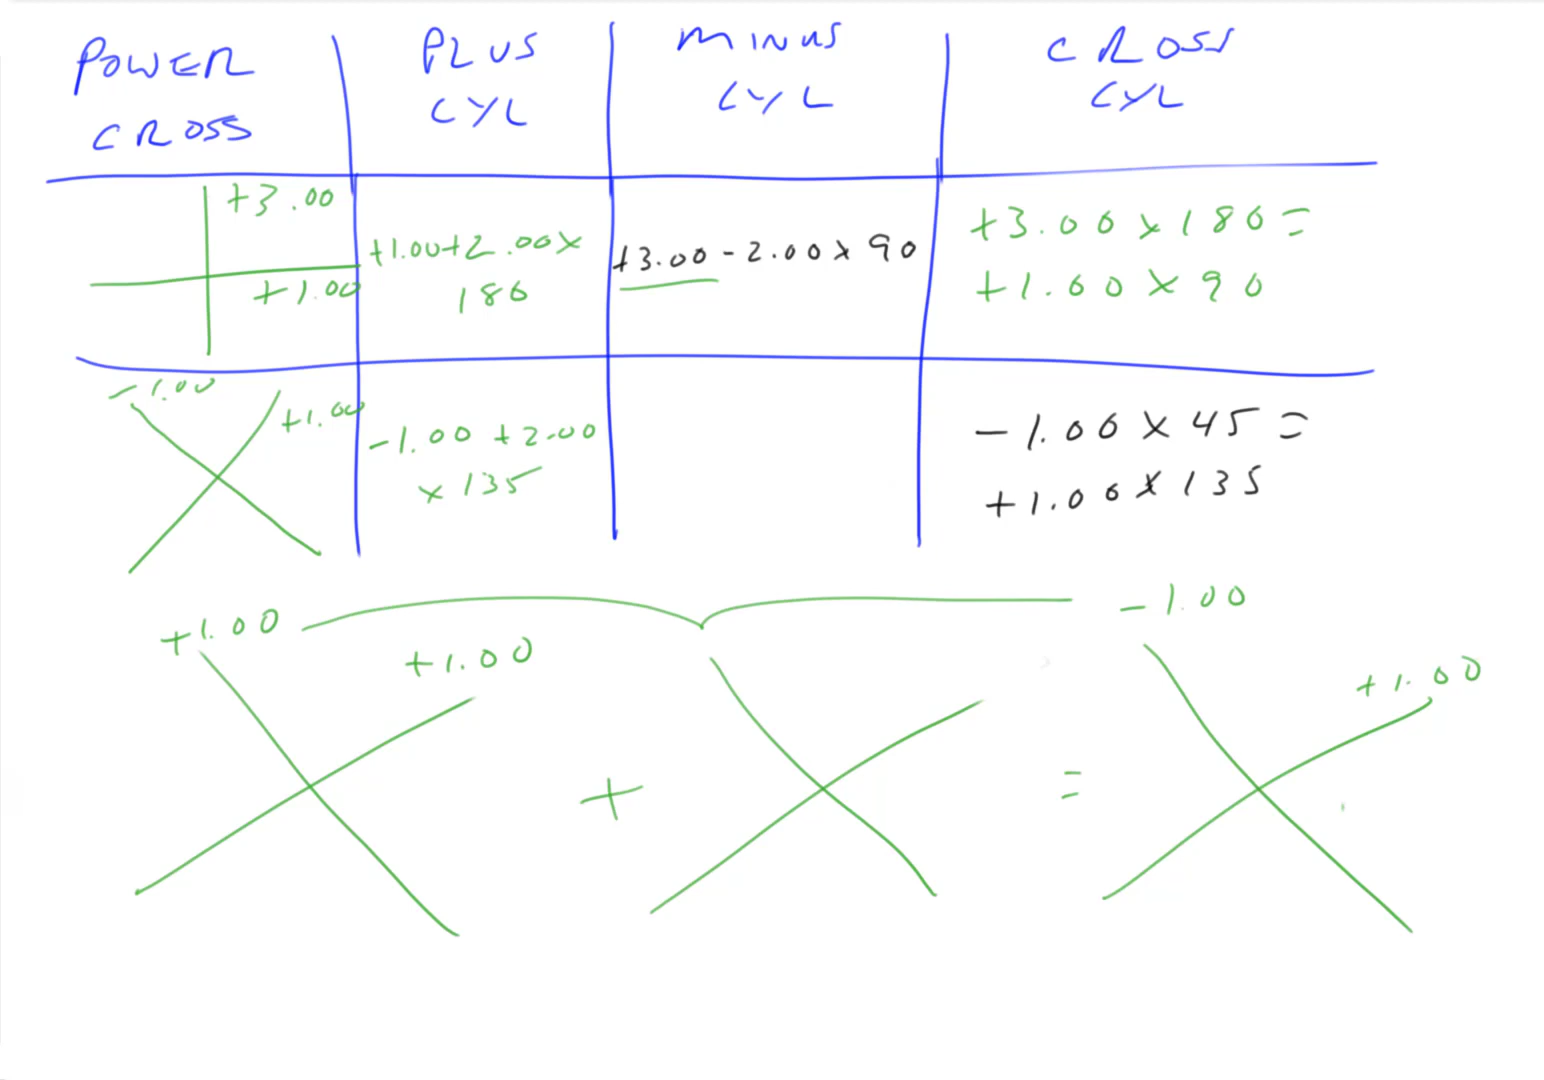 POWER
CROSS
PLUS
CYL
MINUS
CYL
CROSS
CYL
+3.00
+1.00
+1.00+2.00x
180
+3.00-2.00x90
+3.00x180=
+1.00x90
-1.00
+1.00
-1.00 +2.00
x 135
-1.00x45=
+1.00x135
+1.00
+1.00
+
=
-1.00
+1.00